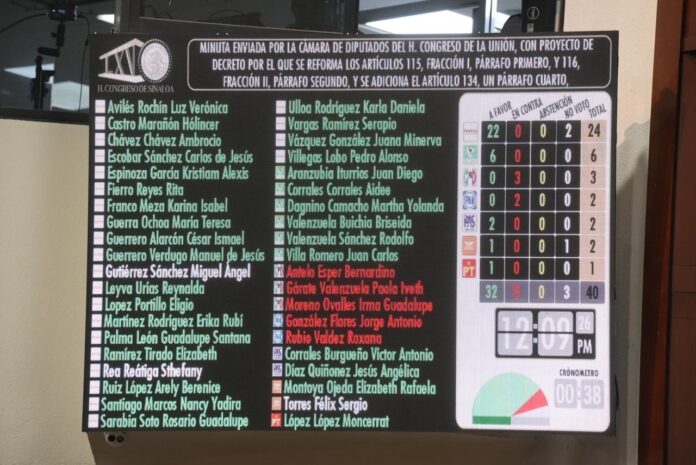 MINUTA ENVIADA POR LA CÁMARA DE DIPUTADOS DEL H. CONGRESO DE LA UNIÓN, CON PROYECTO DE
DECRETO POR EL QUE SE REFORMA LOS ARTÍCULOS 115, FRACCIÓN I, PÁRRAFO PRIMERO, Y 116,
FRACCIÓN II, PÁRRAFO SEGUNDO, Y SE ADICIONA EL ARTÍCULO 134, UN PÁRRAFO CUARTO,
H. CONGRESO DE SINALOA
Avilés Rochín Luz Verónica
Castro Marañón Hólincer
Chávez Chávez Ambrocio
Escobar Sánchez Carlos de Jesús
Espinoza García Kristiam Alexis
Fierro Reyes Rita
Franco Meza Karina Isabel
Guerra Ochoa María Teresa
Guerrero Alarcón César Ismael
Guerrero Verdugo Manuel de Jesús
Gutiérrez Sánchez Miguel Ángel
Leyva Urías Reynalda
Lopez Portillo Eligio
Martínez Rodríguez Erika Rubí
Palma León Guadalupe Santana
Ramírez Tirado Elizabeth
Rea Reátiga Sthefany
Ruiz López Arely Berenice
Santiago Marcos Nancy Yadira
Sarabia Soto Rosario Guadalupe
Ulloa Rodríguez Karla Daniela
Vargas Ramírez Serapio
Vázquez González Juana Minerva
Villegas Lobo Pedro Alonso
Aranzubia Iturrios Juan Diego
Corrales Corrales Aidee
Dagnino Camacho Martha Yolanda
Valenzuela Buichia Briseida
Valenzuela Sánchez Rodolfo
Villa Romero Juan Carlos
Antelo Esper Bernardino
Gárate Valenzuela Paola Iveth
Moreno Ovalles Irma Guadalupe
González Flores Jorge Antonio
Rubio Valdez Roxana
Corrales Burgueño Víctor Antonio
Díaz Quiñonez Jesús Angélica
Montoya Ojeda Elizabeth Rafaela
Torres Félix Sergio
López López Moncerrat
A FAVOR EN CONTRA ABSTENCIÓN NO VOTO TOTAL
22 0 0 2 24
6 0 0 0 6
PRI 0 3 0 0 3
PAN 0 2 0 0 2
PAS 2 0 0 0 2
1 0 0 1 2
PT 1 0 0 0 1
32 5 0 3 40
12:09 26
PM
CRÓNOMETRO
00:38